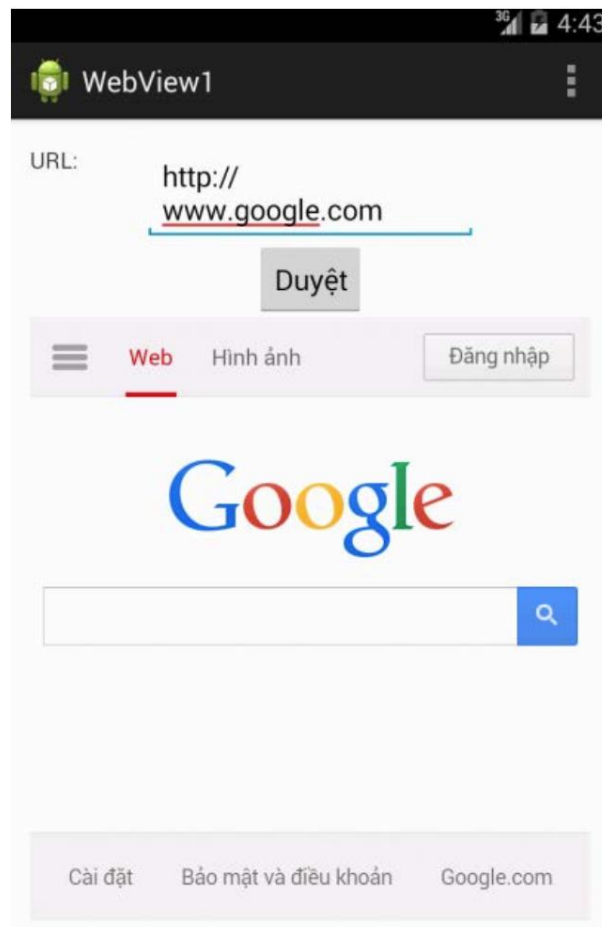 3G 4:43
WebView1
URL:
http://
www.google.com
Duyệt
Web Hình ảnh Đăng nhập
Google
Cài đặt Bảo mật và điều khoản Google.com